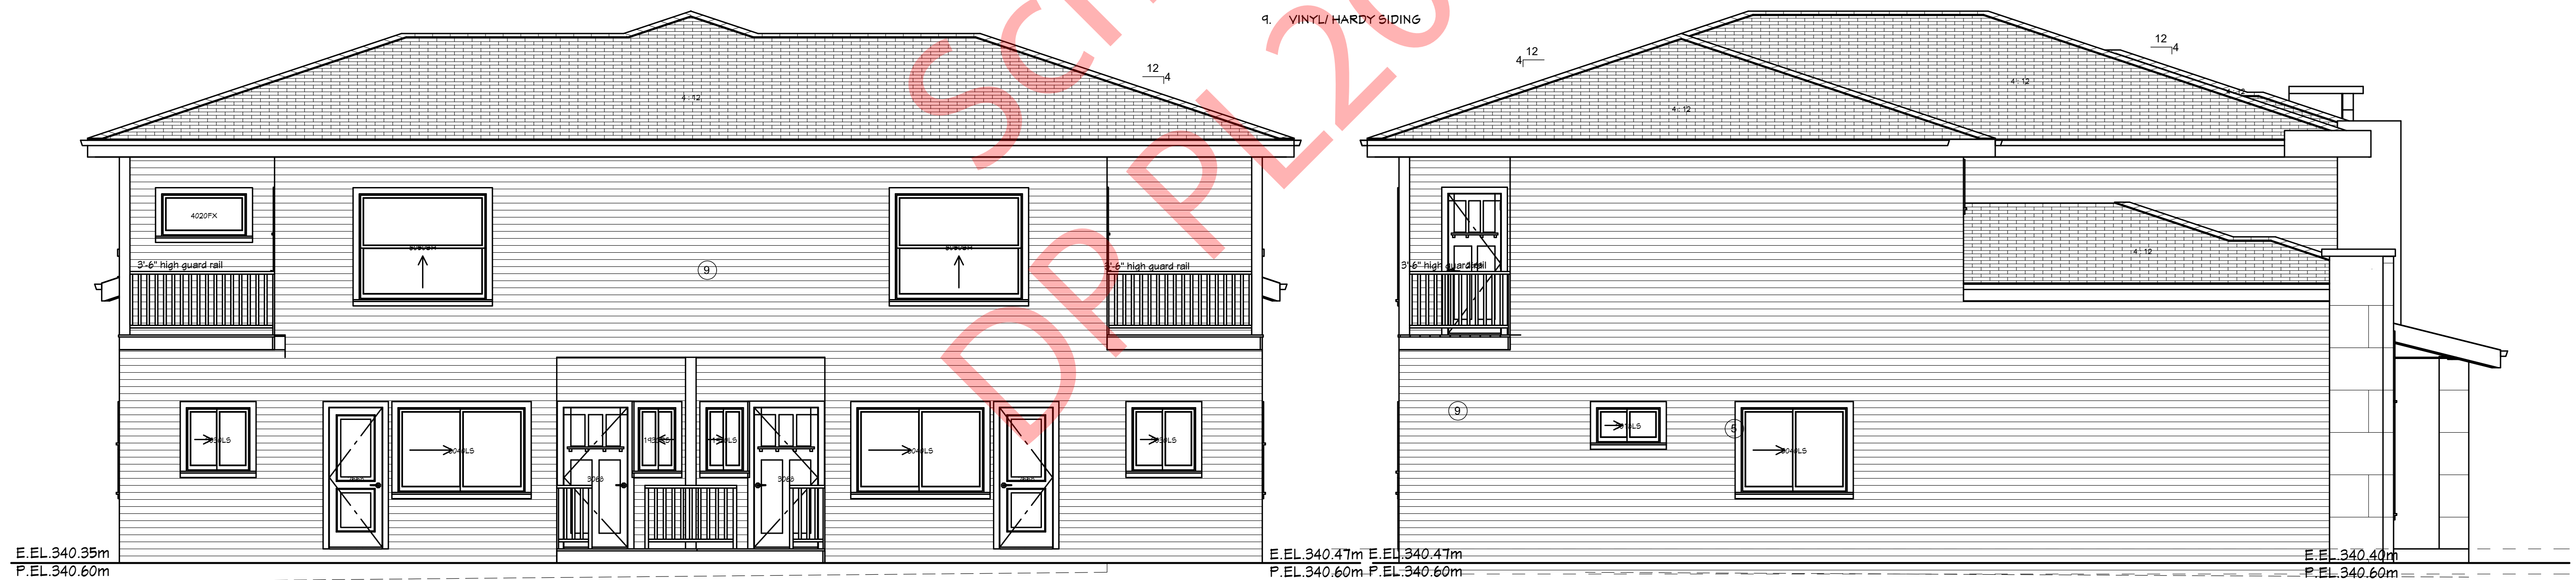 9. VINYL/ HARDY SIDING
SCH
DP PL20
12
4
4 : 12
4020FX
3'-6" high guard rail
9
3'-6" high guard rail
3068
3068
E.EL.340.35m
P.EL.340.60m
E.EL.340.47m
P.EL.340.60m
12
4
12
4
4 : 12
4 : 12
4 : 12
4 : 12
3'-6" high guard rail
9
5
E.EL.340.47m
P.EL.340.60m
E.EL.340.40m
P.EL.340.60m